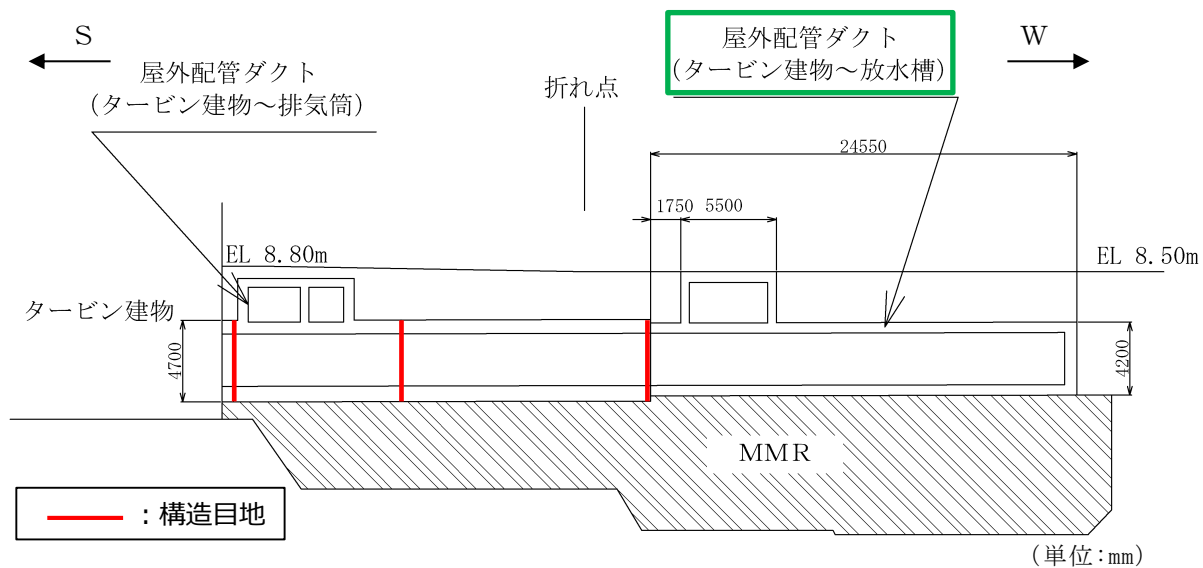 S
屋外配管ダクト
(タービン建物～排気筒)
折れ点
屋外配管ダクト
(タービン建物～放水槽)
W
24550
1750
5500
EL 8.80m
EL 8.50m
タービン建物
4700
4200
MMR
：構造目地
(単位:mm)